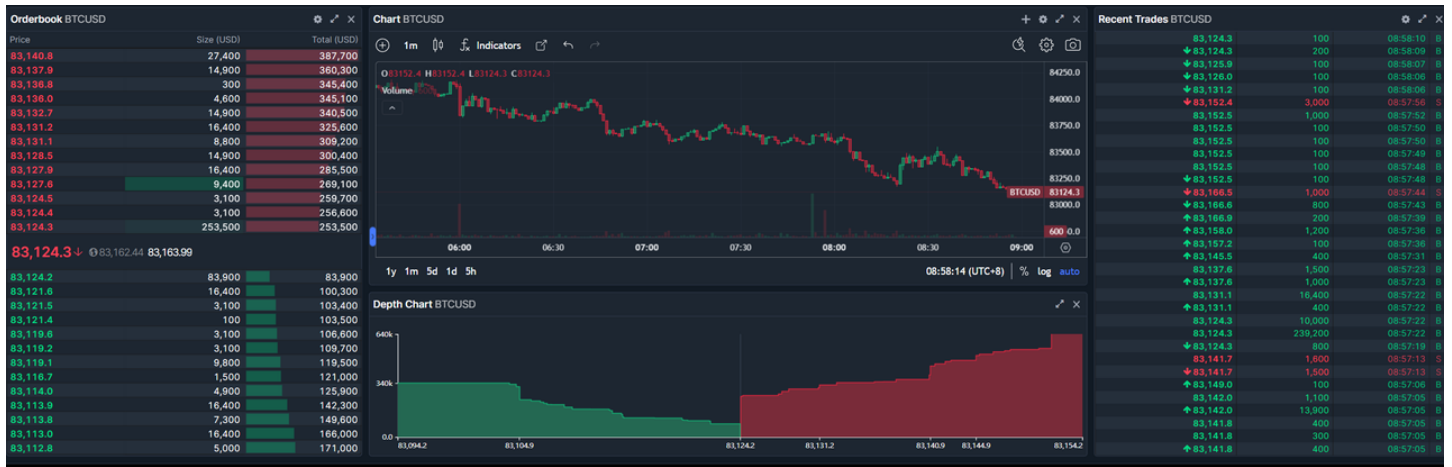 Orderbook BTCUSD
Price Size (USD) Total (USD)
83,140.8 27,400 387,700
83,137.9 14,900 360,300
83,136.8 300 345,400
83,136.0 4,600 345,100
83,132.7 14,900 340,500
83,131.2 16,400 325,600
83,131.1 8,800 309,200
83,128.5 14,900 300,400
83,127.9 16,400 285,500
83,127.6 9,400 269,100
83,124.5 3,100 259,700
83,124.4 3,100 256,600
83,124.3 253,500 253,500
83,124.3↓ 83,162.44 83,163.99
83,124.2 83,900 83,900
83,121.6 16,400 100,300
83,121.5 3,100 103,400
83,121.4 100 103,500
83,119.6 3,100 106,600
83,119.2 3,100 109,700
83,119.1 9,800 119,500
83,116.7 1,500 121,000
83,114.0 4,900 125,900
83,113.9 16,400 142,300
83,113.8 7,300 149,600
83,113.0 16,400 166,000
83,112.8 5,000 171,000
Chart BTCUSD
1m Indicators
O83152.4 H83152.4 L83124.3 C83124.3
Volume
84250.0
84000.0
83750.0
83500.0
83250.0
BTCUSD 83124.3
83000.0
600 0.0
06:00 06:30 07:00 07:30 08:00 08:30 09:00
1y 1m 5d 1d 5h 08:58:14 (UTC+8) % log auto
Depth Chart BTCUSD
640k
340k
0.0
83,094.2 83,104.9 83,124.2 83,131.2 83,140.9 83,144.9 83,154.2
Recent Trades BTCUSD
83,124.3 100 08:58:10 B
↓83,124.3 200 08:58:09 B
↓83,125.9 100 08:58:07 B
↓83,126.0 100 08:58:06 B
↓83,131.2 100 08:58:06 B
↓83,152.4 3,000 08:57:56 S
83,152.5 1,000 08:57:52 B
83,152.5 100 08:57:50 B
83,152.5 100 08:57:50 B
83,152.5 100 08:57:49 B
83,152.5 100 08:57:48 B
↓83,152.5 100 08:57:48 B
↓83,166.5 1,000 08:57:44 S
↓83,166.6 800 08:57:43 B
↑83,166.9 200 08:57:39 B
↑83,158.0 1,200 08:57:36 B
↑83,157.2 100 08:57:36 B
↑83,145.5 400 08:57:31 B
83,137.6 1,500 08:57:23 B
↑83,137.6 1,000 08:57:23 B
83,131.1 16,400 08:57:22 B
↑83,131.1 400 08:57:22 B
83,124.3 10,000 08:57:22 B
83,124.3 239,200 08:57:22 B
↓83,124.3 800 08:57:19 B
83,141.7 1,600 08:57:13 S
↓83,141.7 1,500 08:57:13 S
↑83,149.0 100 08:57:06 B
83,142.0 1,100 08:57:05 B
↑83,142.0 13,900 08:57:05 B
83,141.8 400 08:57:05 B
83,141.8 300 08:57:05 B
↑83,141.8 400 08:57:05 B